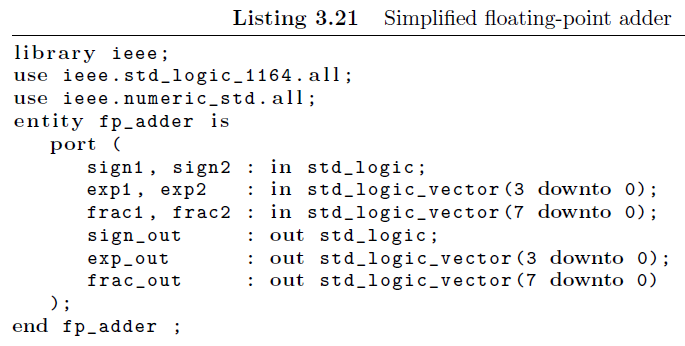 Listing 3.21 Simplified floating-point adder
library ieee;
use ieee.std_logic_1164.all;
use ieee.numeric_std.all;
entity fp_adder is
port (
sign1, sign2 : in std_logic;
exp1, exp2 : in std_logic_vector(3 downto 0);
frac1, frac2 : in std_logic_vector(7 downto 0);
sign_out : out std_logic;
exp_out : out std_logic_vector(3 downto 0);
frac_out : out std_logic_vector(7 downto 0)
);
end fp_adder ;